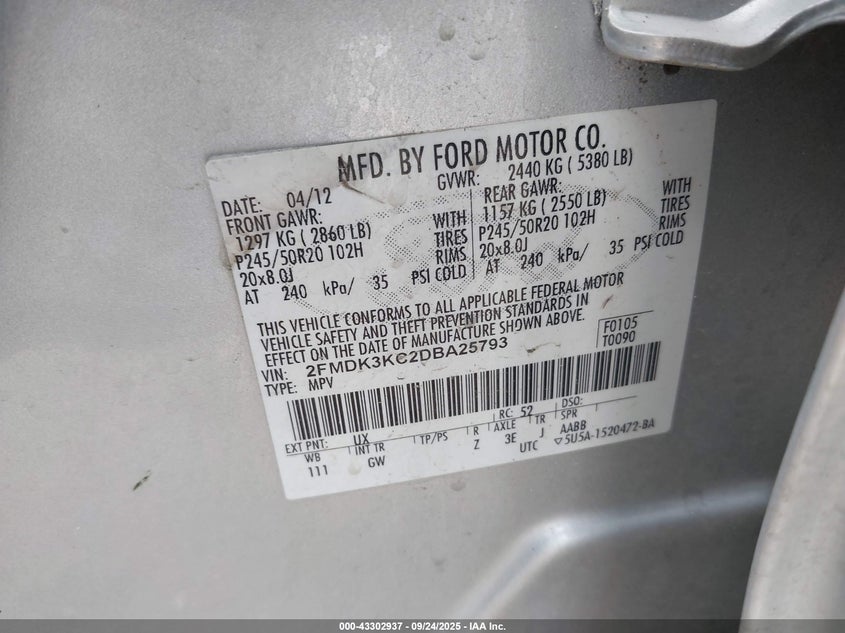 MFD. BY FORD MOTOR CO.
DATE: 04/12
GVWR: 2440 KG ( 5380 LB)
FRONT GAWR:
1297 KG ( 2860 LB)
P245/50R20 102H
20x8.0J
AT 240 kPa/ 35 PSI COLD
WITH
TIRES
RIMS
REAR GAWR:
1157 KG ( 2550 LB)
P245/50R20 102H
20x8.0J
AT 240 kPa/ 35 PSI COLD
WITH
TIRES
RIMS
THIS VEHICLE CONFORMS TO ALL APPLICABLE FEDERAL MOTOR
VEHICLE SAFETY AND THEFT PREVENTION STANDARDS IN
EFFECT ON THE DATE OF MANUFACTURE SHOWN ABOVE.
VIN: 2FMDK3KC2DBA25793
TYPE: MPV
F0105
T0090
EXT PNT: UX RC: 52 DSO:
WB INT TR TP/PS R AXLE TR SPR
111 GW Z 3E J AABB
UTC ▽5U5A-1520472-BA
000-43302937 - 09/24/2025 - IAA Inc.